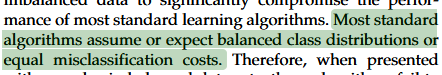 imbalanced data to significantly compromise the perfor-
mance of most standard learning algorithms. Most standard
algorithms assume or expect balanced class distributions or
equal misclassification costs. Therefore, when presented